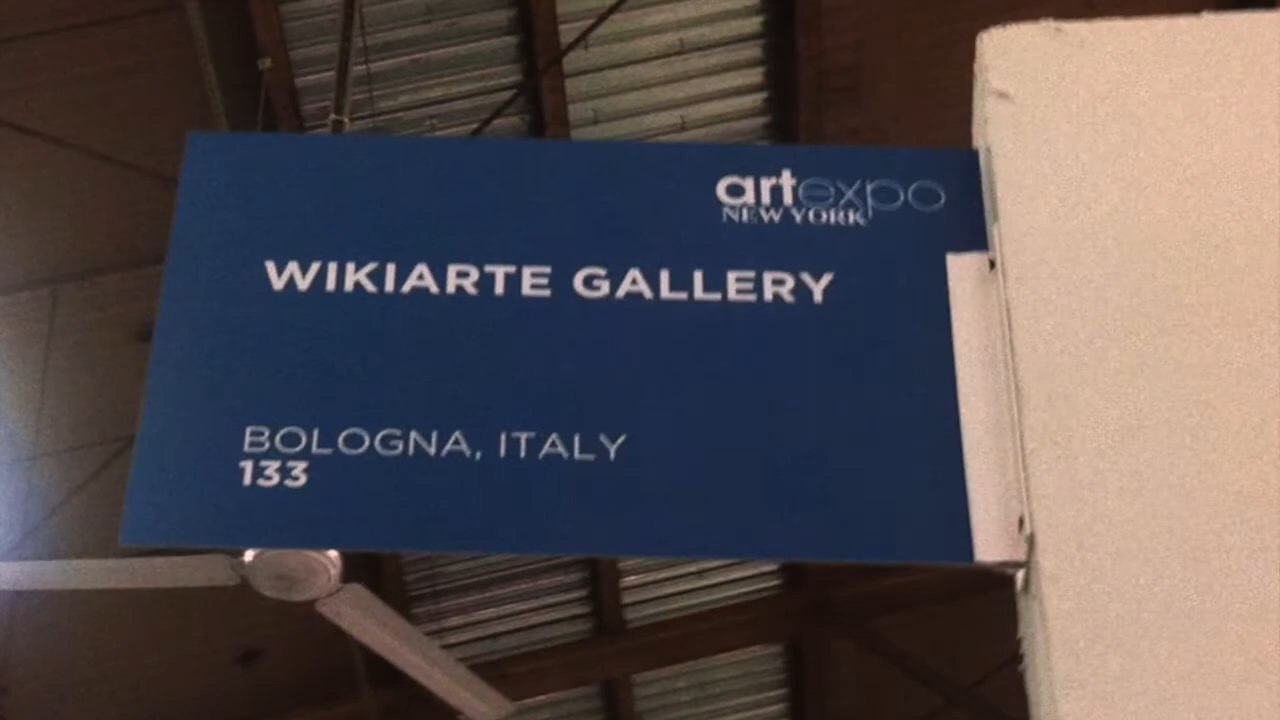 artexpo
NEW YORK
WIKIARTE GALLERY
BOLOGNA, ITALY
133